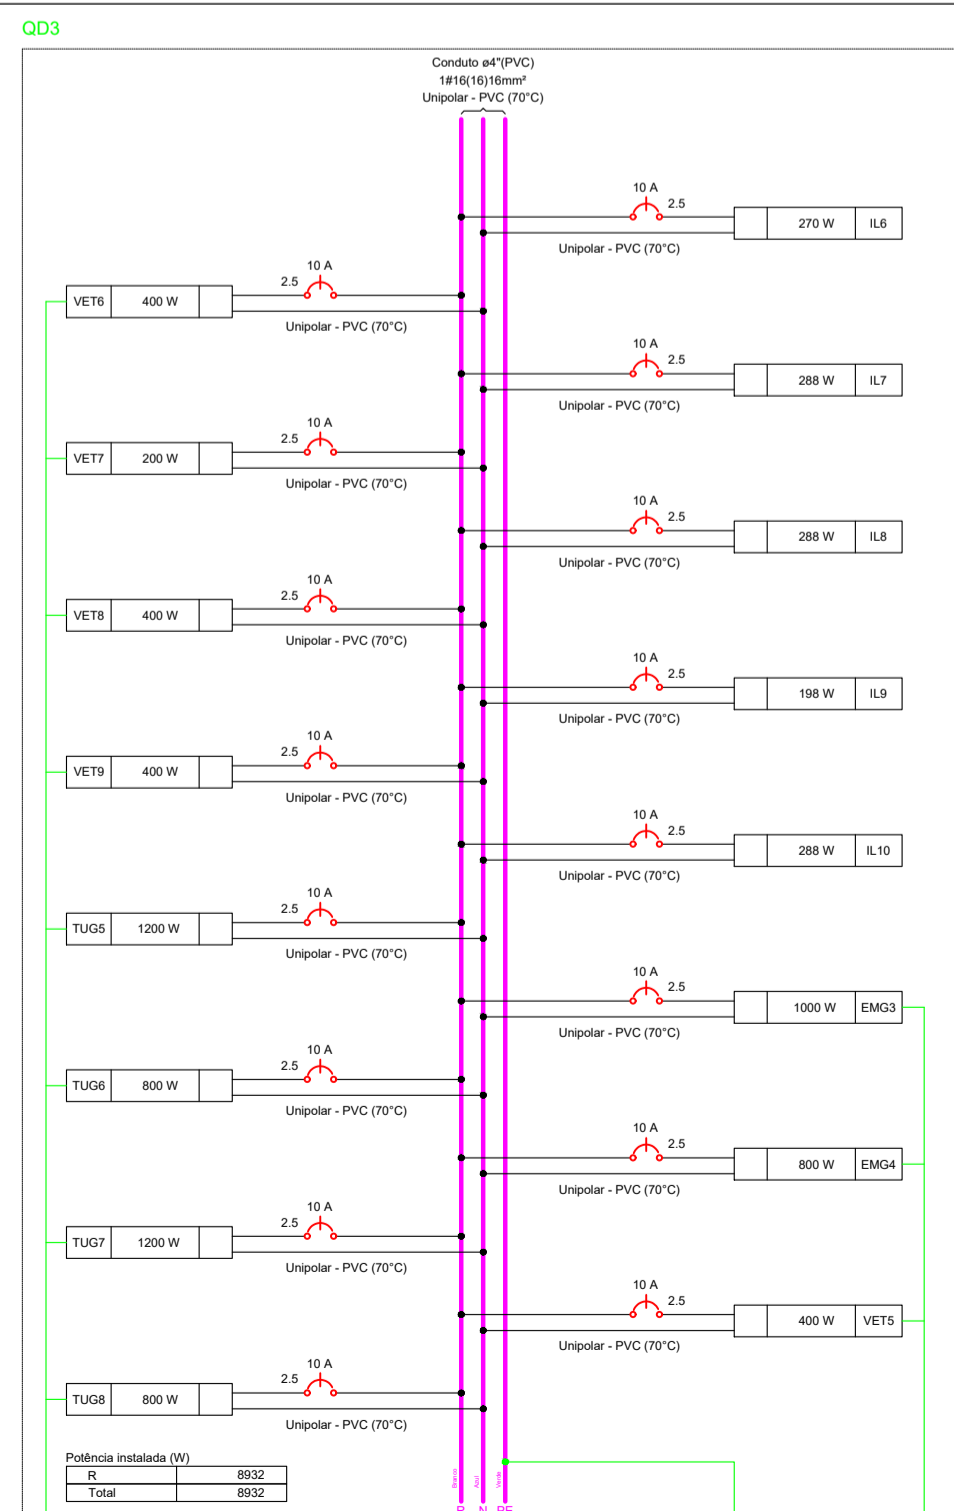 QD3
Conduto ø4"(PVC)
1#16(16)16mm²
Unipolar - PVC (70°C)
10 A
2.5
270 W IL6
Unipolar - PVC (70°C)
10 A
2.5
VET6 400 W
Unipolar - PVC (70°C)
10 A
2.5
288 W IL7
Unipolar - PVC (70°C)
10 A
2.5
VET7 200 W
Unipolar - PVC (70°C)
10 A
2.5
288 W IL8
Unipolar - PVC (70°C)
10 A
2.5
VET8 400 W
Unipolar - PVC (70°C)
10 A
2.5
198 W IL9
Unipolar - PVC (70°C)
10 A
2.5
VET9 400 W
Unipolar - PVC (70°C)
10 A
2.5
288 W IL10
Unipolar - PVC (70°C)
10 A
2.5
TUG5 1200 W
Unipolar - PVC (70°C)
10 A
2.5
1000 W EMG3
Unipolar - PVC (70°C)
10 A
2.5
TUG6 800 W
Unipolar - PVC (70°C)
10 A
2.5
800 W EMG4
Unipolar - PVC (70°C)
10 A
2.5
TUG7 1200 W
Unipolar - PVC (70°C)
10 A
2.5
400 W VET5
Unipolar - PVC (70°C)
10 A
2.5
TUG8 800 W
Unipolar - PVC (70°C)
Potência instalada (W)
R 8932
Total 8932
Branco
Azul
Verde
R N PE